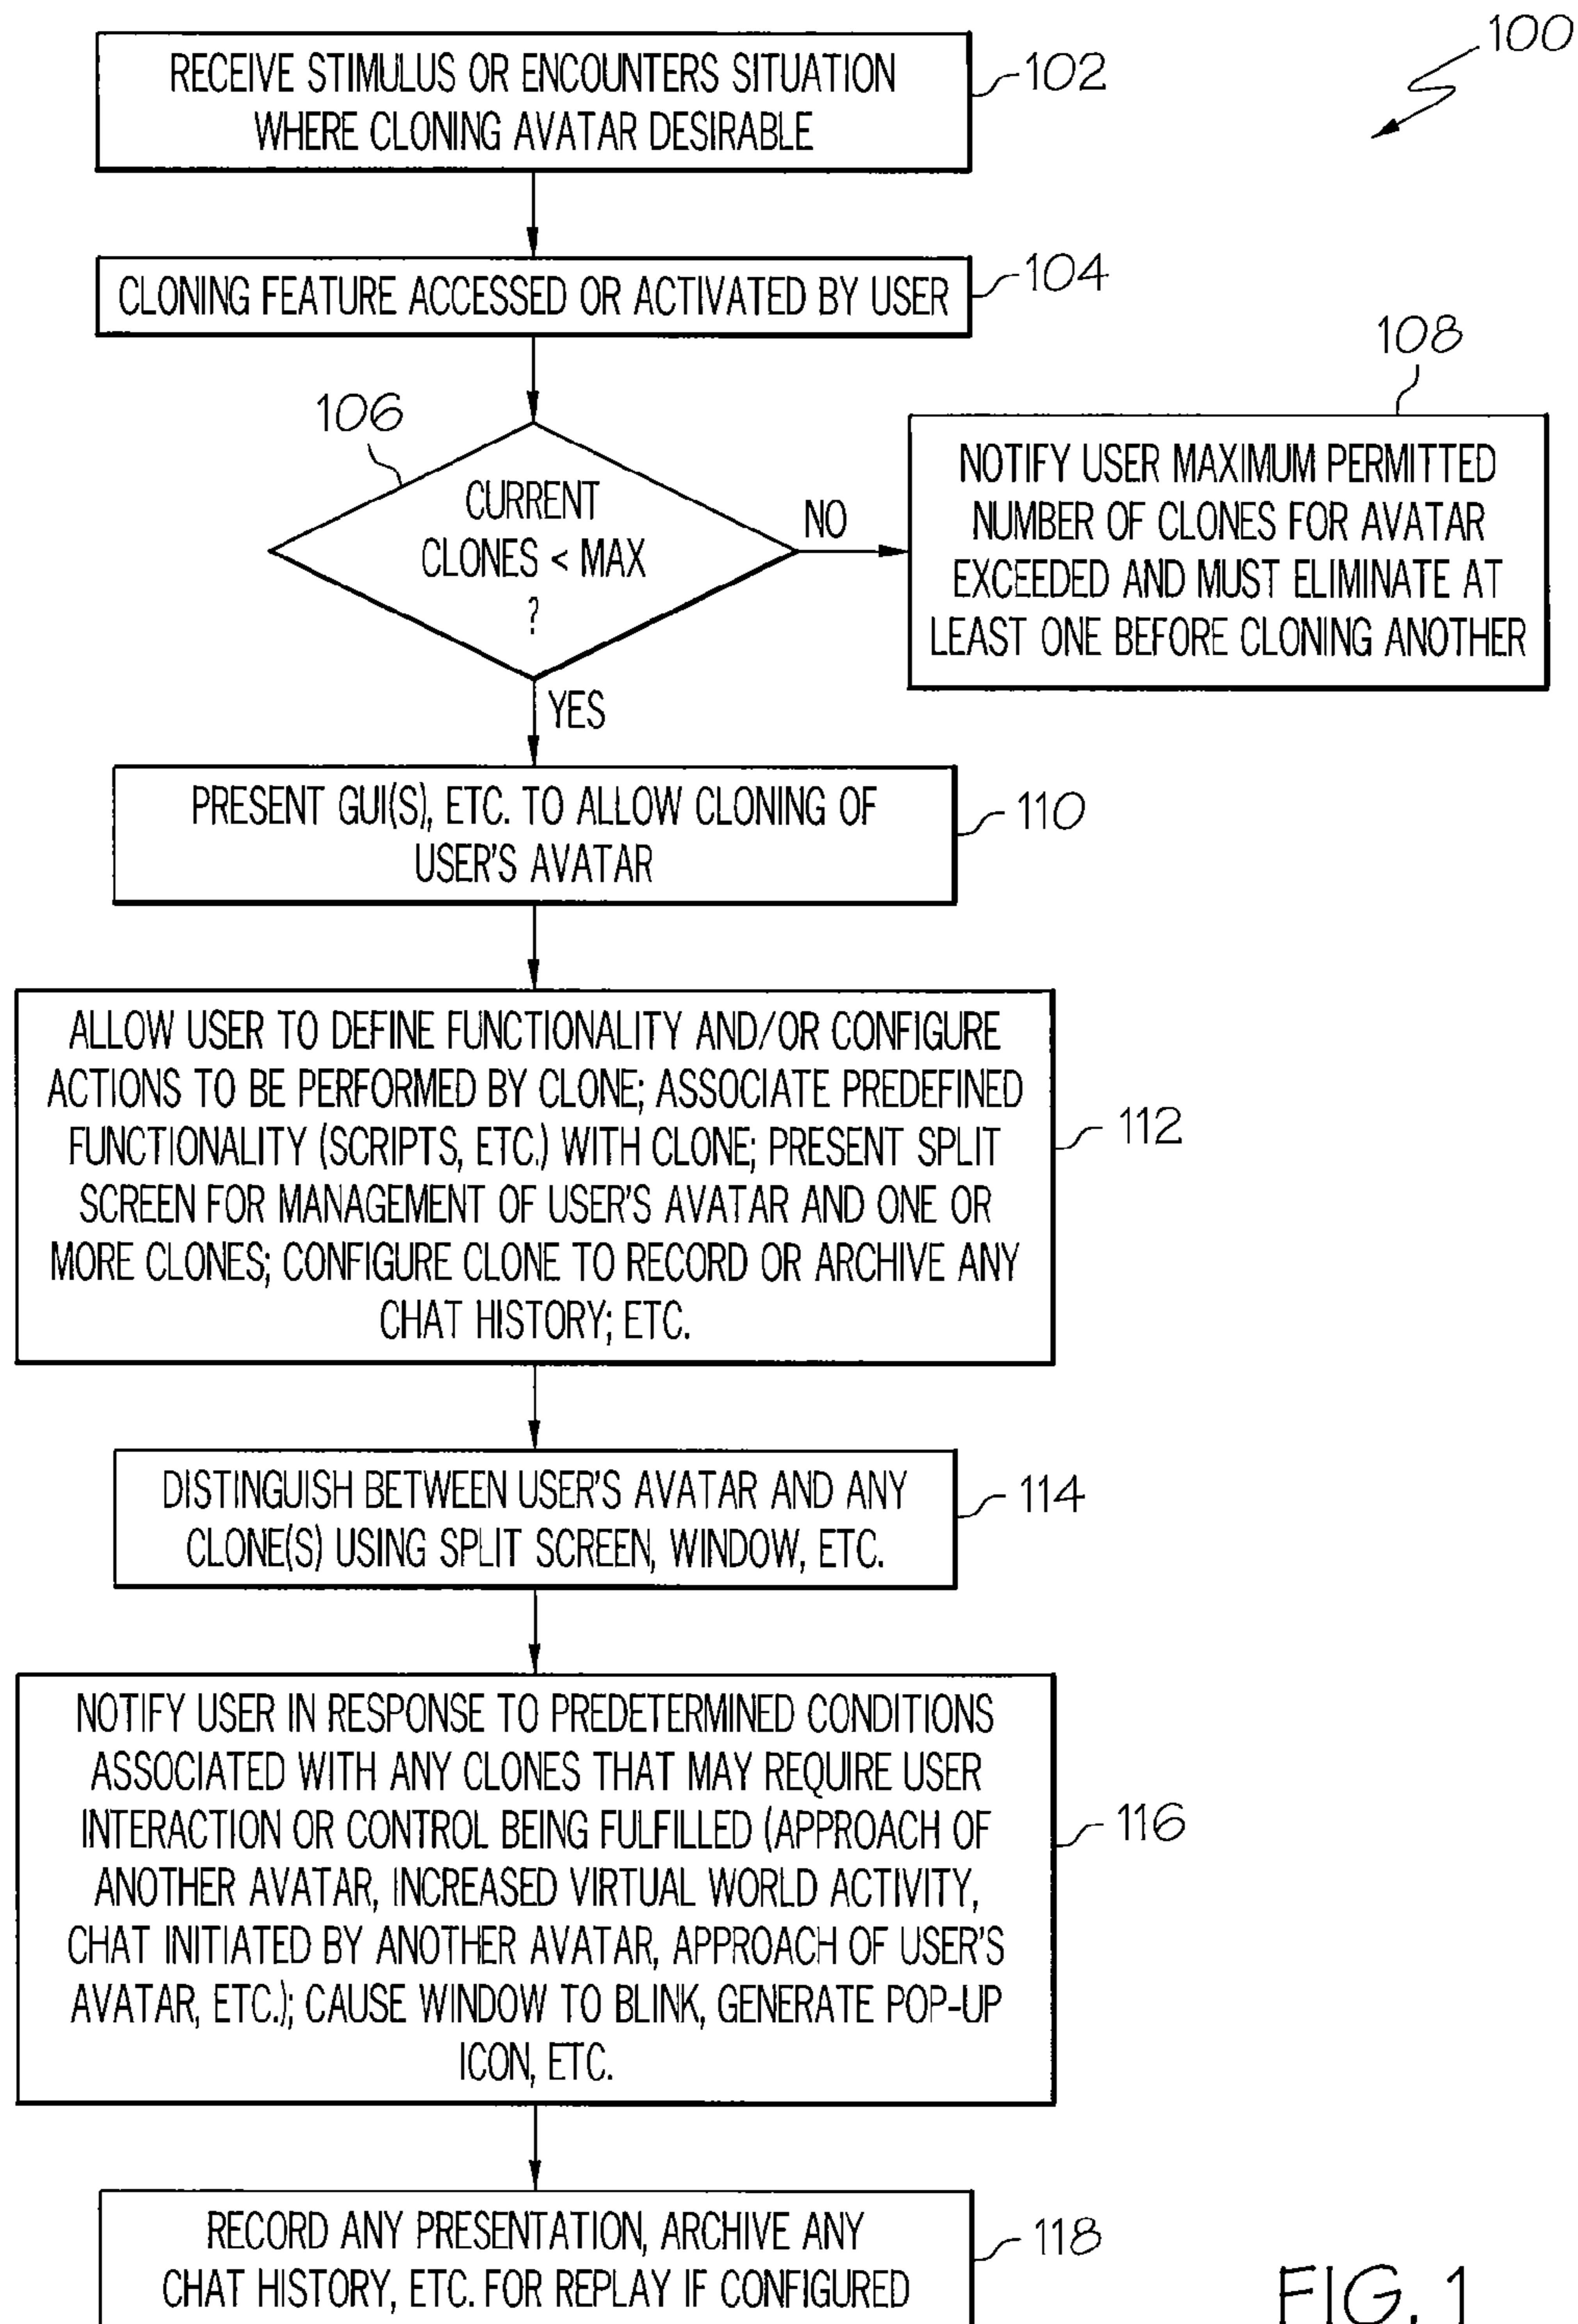 100
RECEIVE STIMULUS OR ENCOUNTERS SITUATION
WHERE CLONING AVATAR DESIRABLE
102
CLONING FEATURE ACCESSED OR ACTIVATED BY USER
104
106
CURRENT
CLONES < MAX
?
NO
YES
108
NOTIFY USER MAXIMUM PERMITTED
NUMBER OF CLONES FOR AVATAR
EXCEEDED AND MUST ELIMINATE AT
LEAST ONE BEFORE CLONING ANOTHER
PRESENT GUI(S), ETC. TO ALLOW CLONING OF
USER'S AVATAR
110
ALLOW USER TO DEFINE FUNCTIONALITY AND/OR CONFIGURE
ACTIONS TO BE PERFORMED BY CLONE; ASSOCIATE PREDEFINED
FUNCTIONALITY (SCRIPTS, ETC.) WITH CLONE; PRESENT SPLIT
SCREEN FOR MANAGEMENT OF USER'S AVATAR AND ONE OR
MORE CLONES; CONFIGURE CLONE TO RECORD OR ARCHIVE ANY
CHAT HISTORY; ETC.
112
DISTINGUISH BETWEEN USER'S AVATAR AND ANY
CLONE(S) USING SPLIT SCREEN, WINDOW, ETC.
114
NOTIFY USER IN RESPONSE TO PREDETERMINED CONDITIONS
ASSOCIATED WITH ANY CLONES THAT MAY REQUIRE USER
INTERACTION OR CONTROL BEING FULFILLED (APPROACH OF
ANOTHER AVATAR, INCREASED VIRTUAL WORLD ACTIVITY,
CHAT INITIATED BY ANOTHER AVATAR, APPROACH OF USER'S
AVATAR, ETC.); CAUSE WINDOW TO BLINK, GENERATE POP-UP
ICON, ETC.
116
RECORD ANY PRESENTATION, ARCHIVE ANY
CHAT HISTORY, ETC. FOR REPLAY IF CONFIGURED
118
FIG. 1